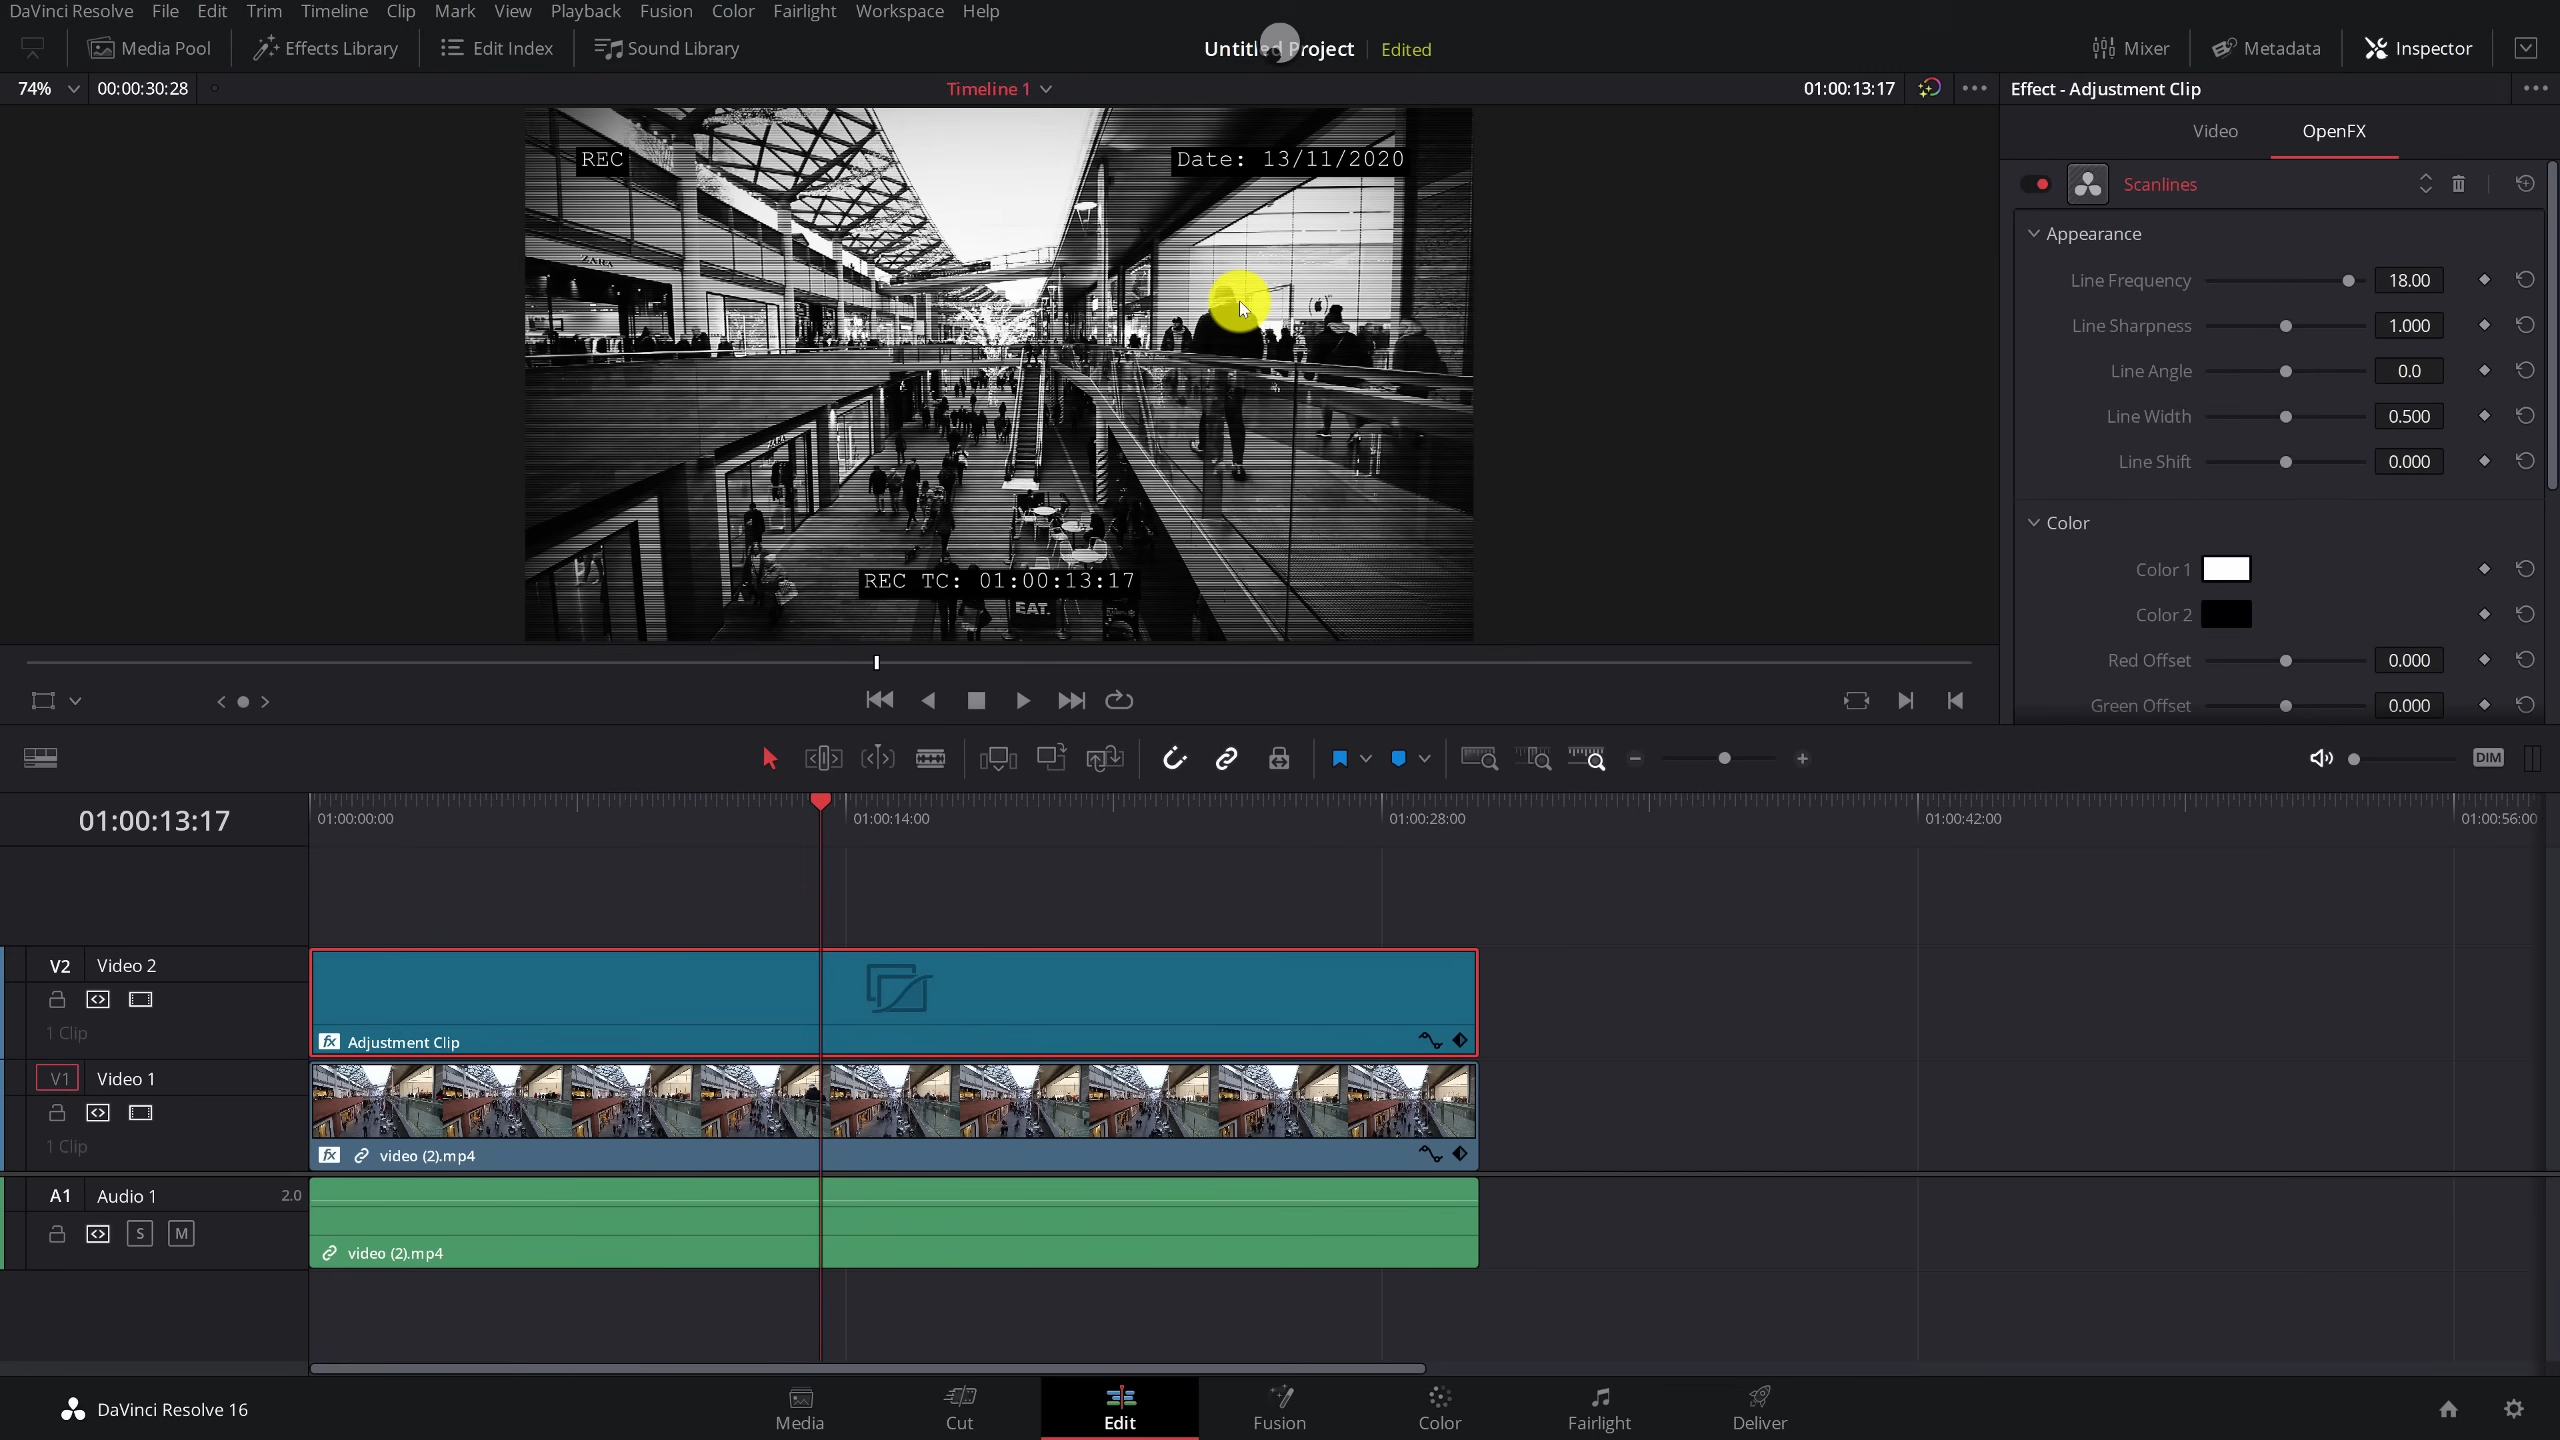 DaVinci Resolve File Edit Trim Timeline Clip Mark View Playback Fusion Color Fairlight Workspace Help
Media Pool Effects Library Edit Index Sound Library Untitled Project Edited Mixer Metadata Inspector
74% 00:00:30:28 Timeline 1 01:00:13:17 Effect - Adjustment Clip
Video OpenFX
REC Date: 13/11/2020
Scanlines
Appearance
ZARA
Line Frequency 18.00
Line Sharpness 1.000
Line Angle 0.0
Line Width 0.500
Line Shift 0.000
Color
Color 1
REC TC: 01:00:13:17
EAT.
Color 2
Red Offset 0.000
Green Offset 0.000
DIM
01:00:13:17 01:00:00:00 01:00:14:00 01:00:28:00 01:00:42:00 01:00:56:00
V2 Video 2
1 Clip
fx Adjustment Clip
V1 Video 1
1 Clip
fx video (2).mp4
A1 Audio 1 2.0
S M
video (2).mp4
DaVinci Resolve 16 Media Cut Edit Fusion Color Fairlight Deliver